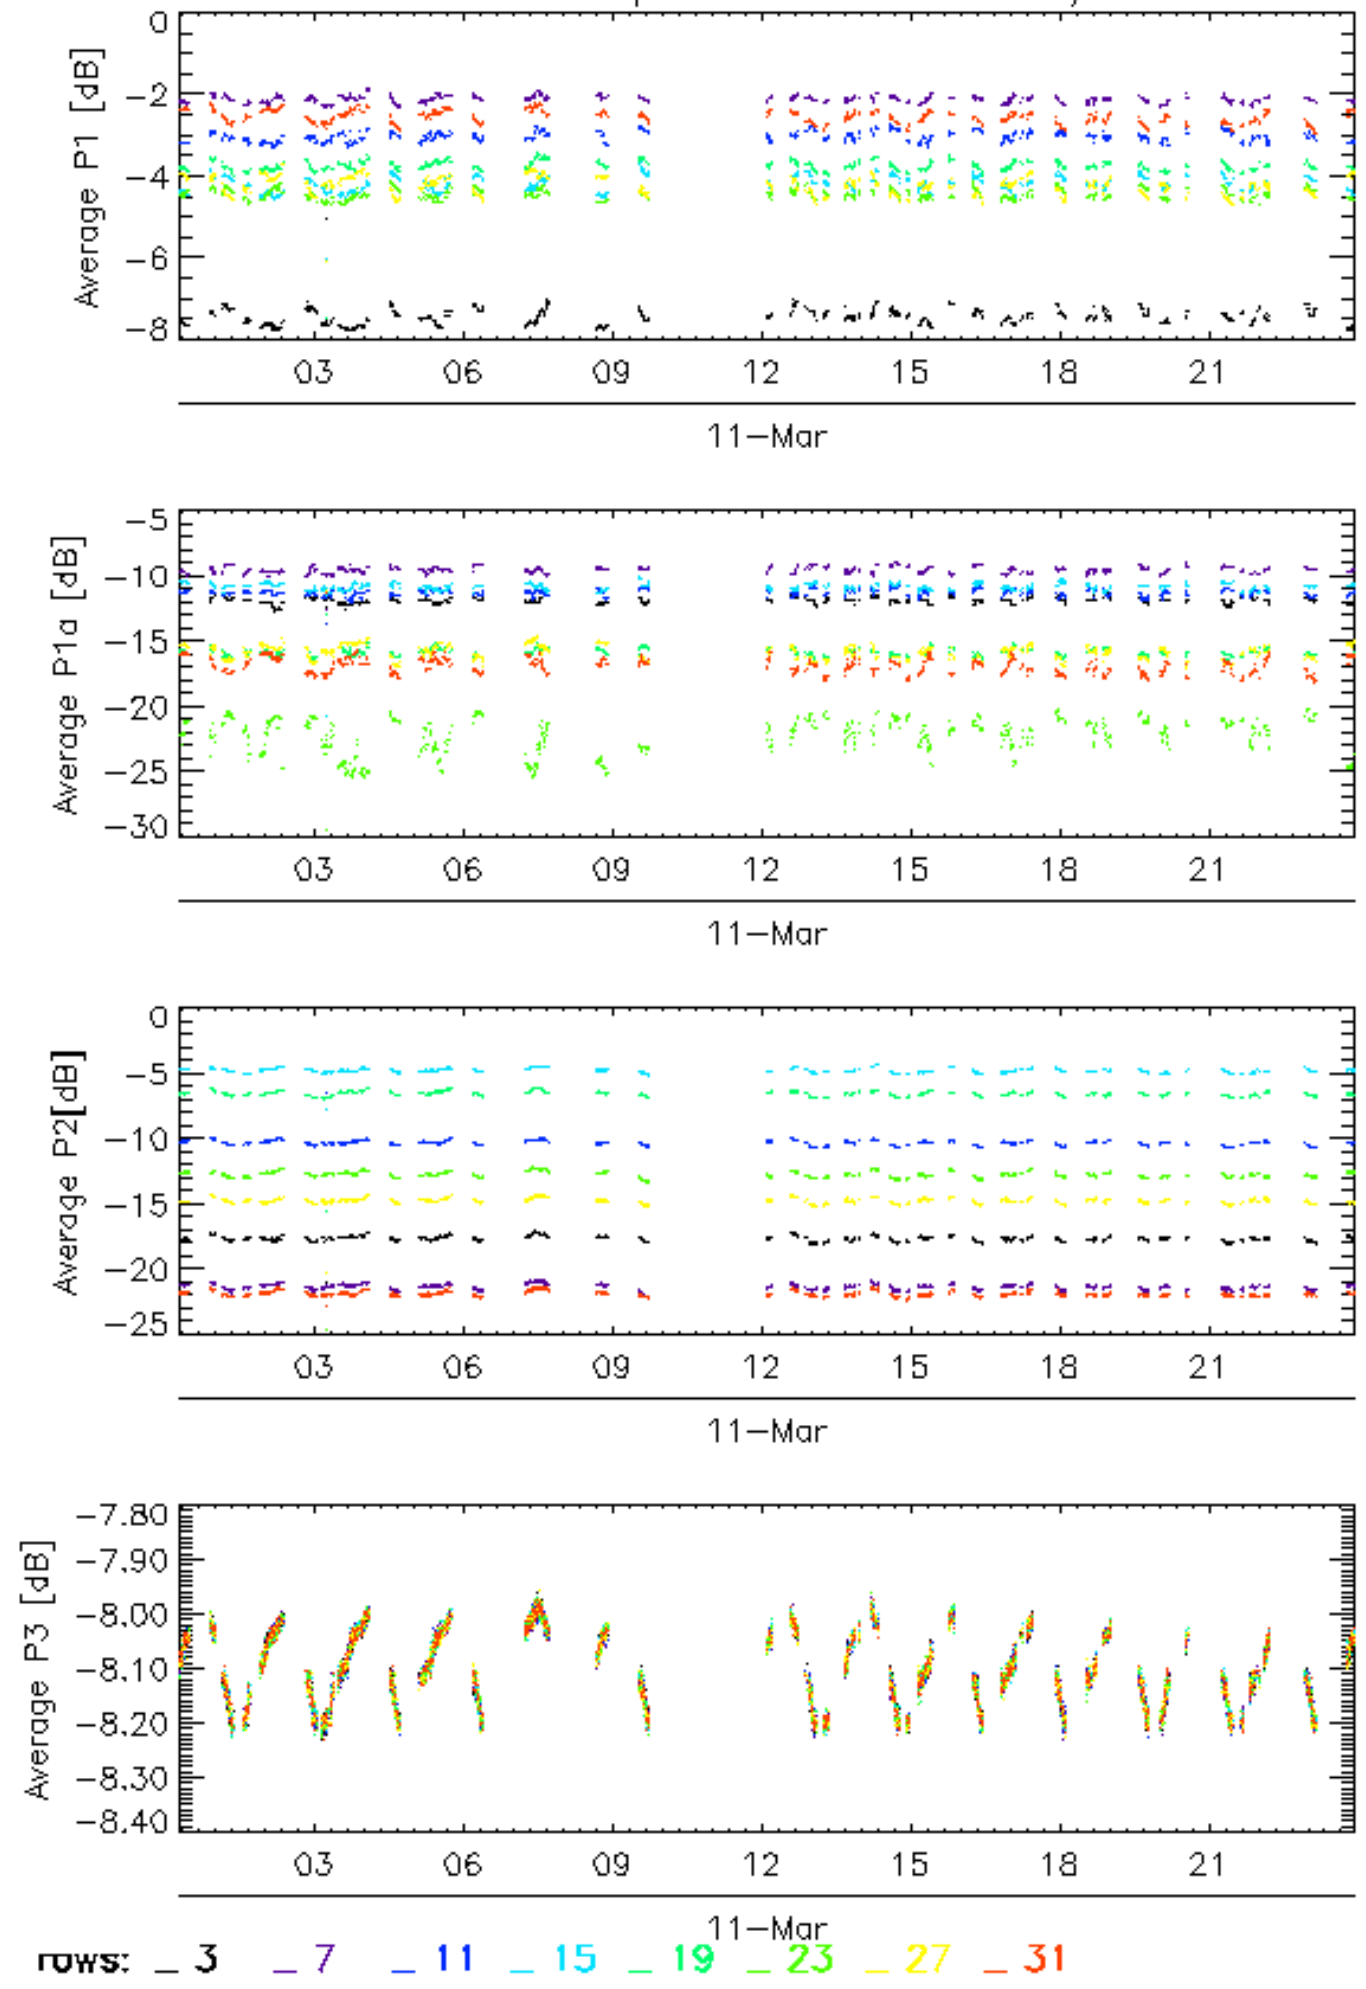 0
−2
−4
−6
−8
Average P1 [dB]
03 06 09 12 15 18 21
11−Mar
−5
−10
−15
−20
−25
−30
Average P1a [dB]
03 06 09 12 15 18 21
11−Mar
0
−5
−10
−15
−20
−25
Average P2[dB]
03 06 09 12 15 18 21
11−Mar
−7.80
−7.90
−8.00
−8.10
−8.20
−8.30
−8.40
Average P3 [dB]
03 06 09 12 15 18 21
11−Mar
rows: _ 3 _ 7 _ 11 _ 15 _ 19 _ 23 _ 27 _ 31